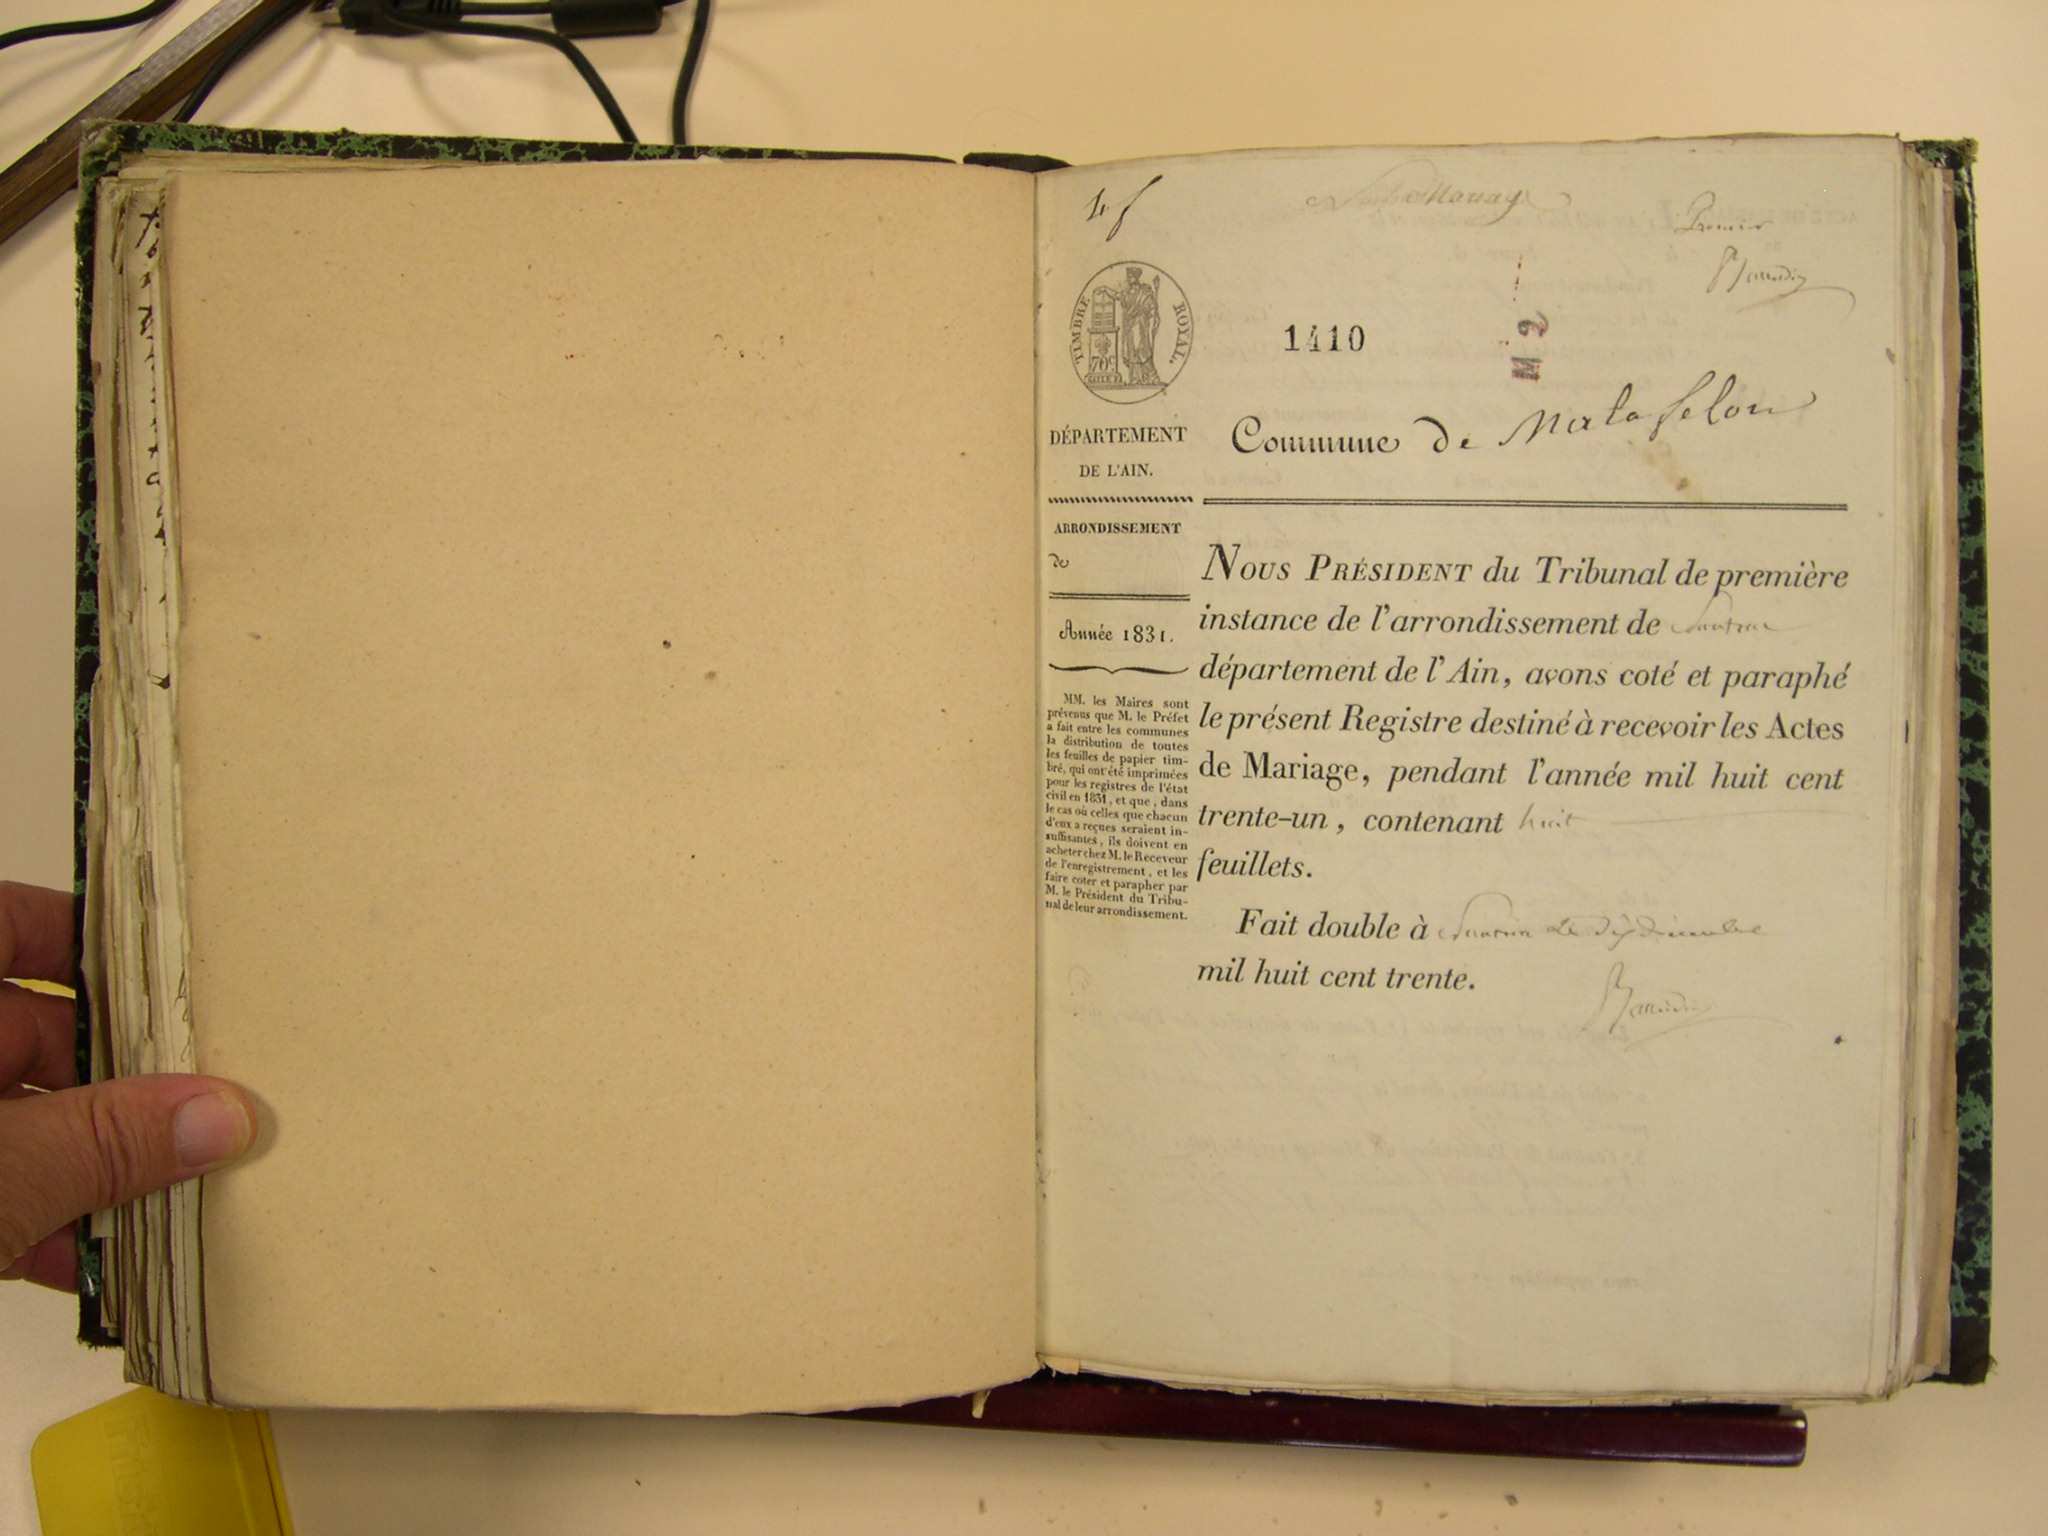 4f
Premier
TIMBRE ROYAL
70c
1410
M 2
DÉPARTEMENT
DE L'AIN.
Commune de Matafelon
ARRONDISSEMENT
de
Année 1831.
MM. les Maires sont
prévenus que M. le Préfet
a fait entre les communes
la distribution de toutes
les feuilles de papier tim-
bré, qui ont été imprimées
pour les registres de l'état
civil en 1831, et que, dans
le cas où celles que chacun
d'eux a reçues seraient in-
suffisantes, ils doivent en
acheter chez M. le Receveur
de l'enregistrement, et les
faire coter et parapher par
M. le Président du Tribu-
nal de leur arrondissement.
NOUS PRÉSIDENT du Tribunal de première
instance de l'arrondissement de Nantua
département de l'Ain, avons coté et paraphé
le présent Registre destiné à recevoir les Actes
de Mariage, pendant l'année mil huit cent
trente-un, contenant huit
feuillets.
Fait double à Nantua le dix décembre
mil huit cent trente.